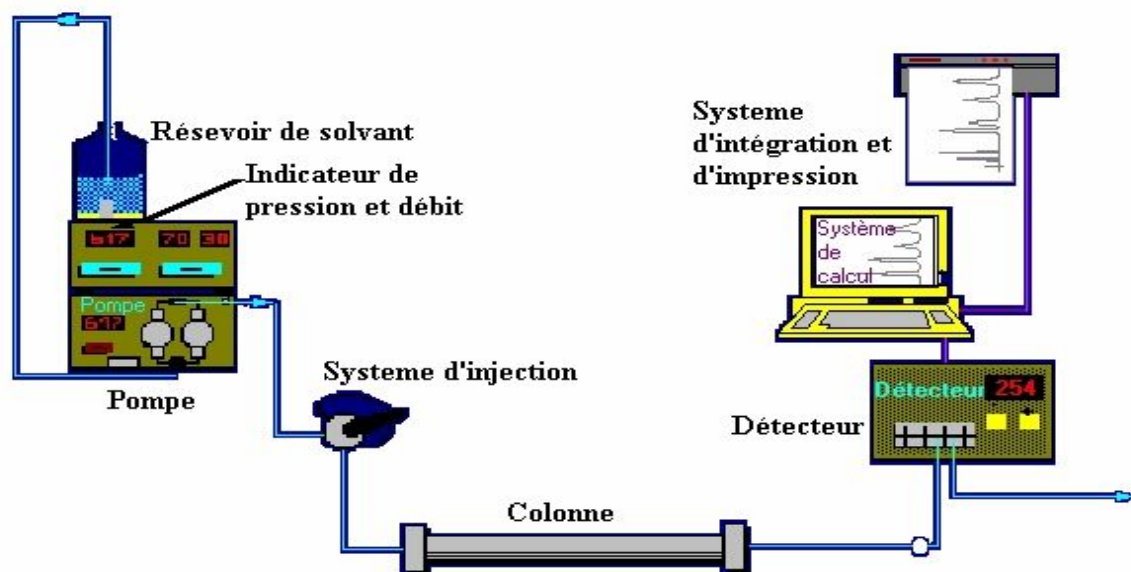 Résevoir de solvant
Indicateur de
pression et débit
617 70 30
Pompe
617
Pompe
Systeme d'injection
Colonne
Systeme
d'intégration et
d'impression
Système
de
calcul
Détecteur 254
Détecteur